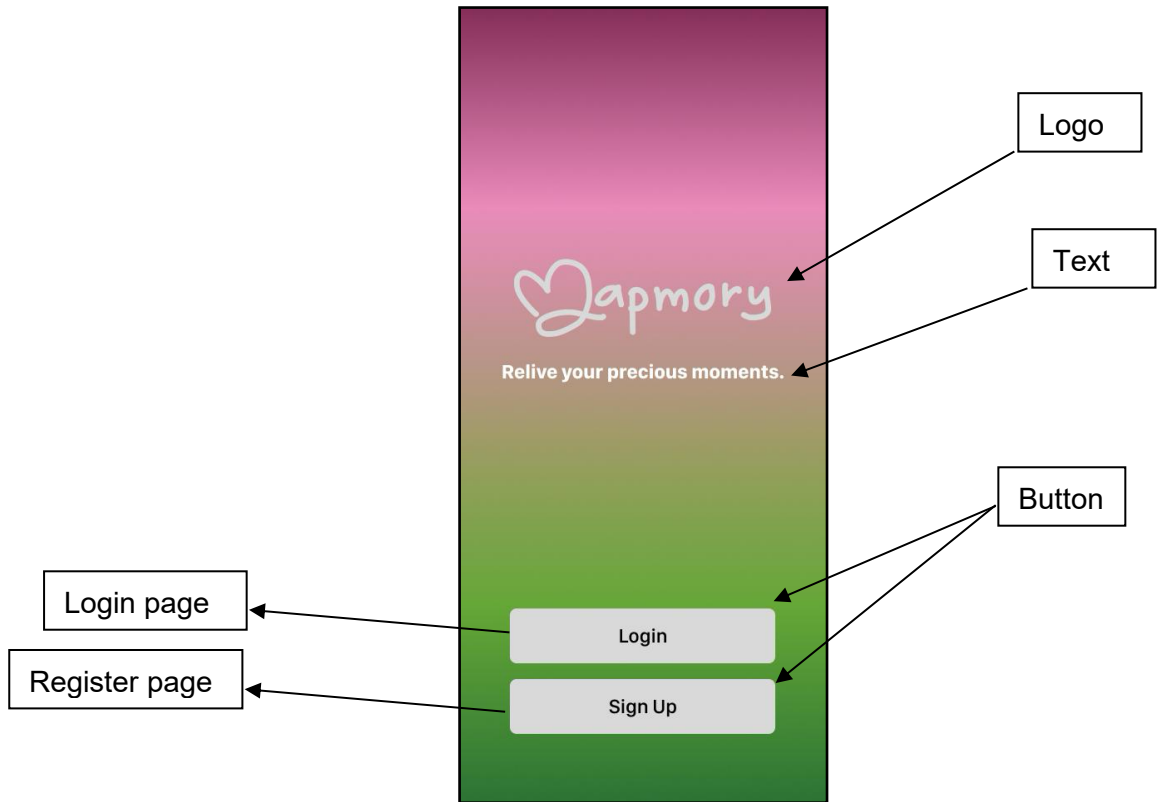 Logo
Text
Mapmory
Relive your precious moments.
Button
Login page
Login
Register page
Sign Up